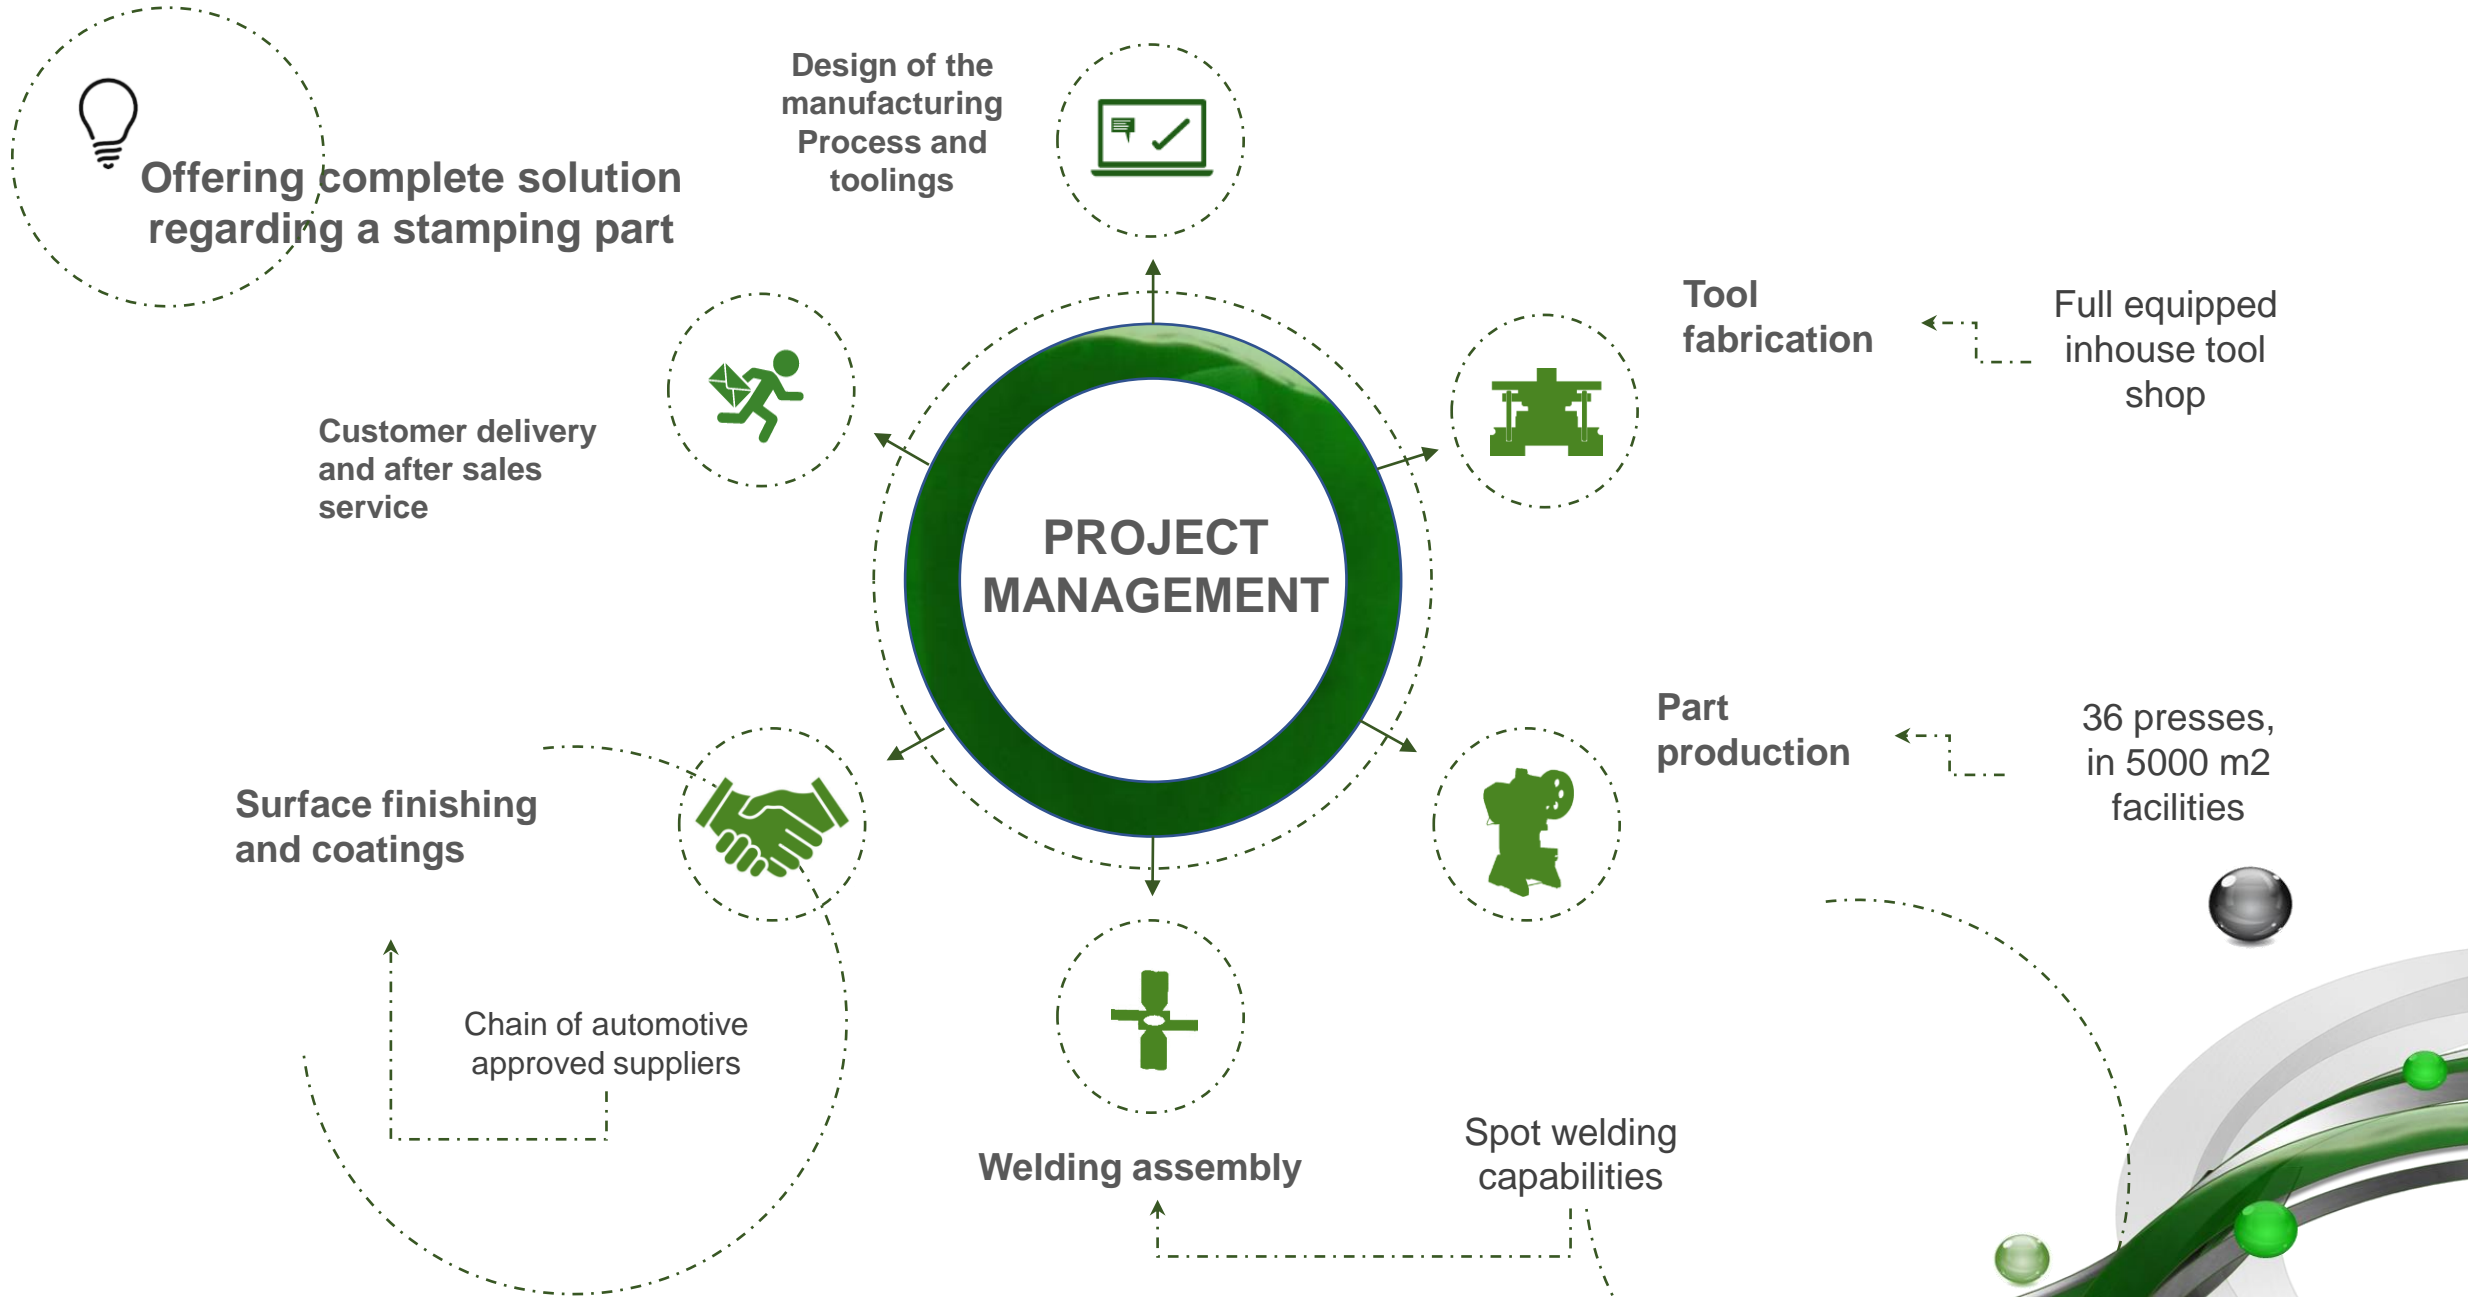 Offering complete solution
regarding a stamping part
Design of the
manufacturing
Process and
toolings
Tool
fabrication
Full equipped
inhouse tool
shop
Customer delivery
and after sales
service
PROJECT
MANAGEMENT
Part
production
36 presses,
in 5000 m2
facilities
Surface finishing
and coatings
Chain of automotive
approved suppliers
Welding assembly
Spot welding
capabilities